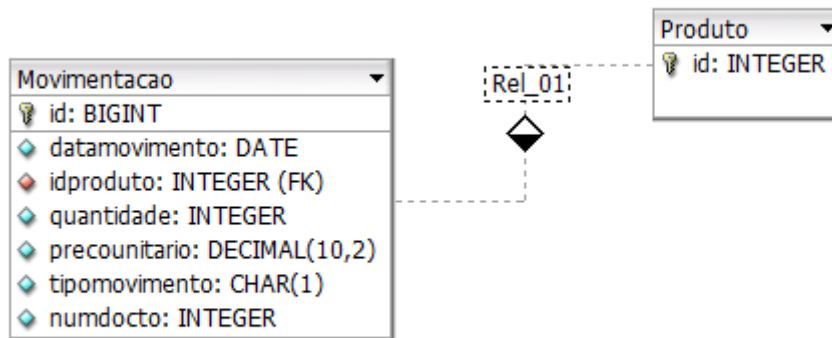 Movimentacao
id: BIGINT
datamovimento: DATE
idproduto: INTEGER (FK)
quantidade: INTEGER
precounitario: DECIMAL(10,2)
tipomovimento: CHAR(1)
numdocto: INTEGER
Rel_01
Produto
id: INTEGER